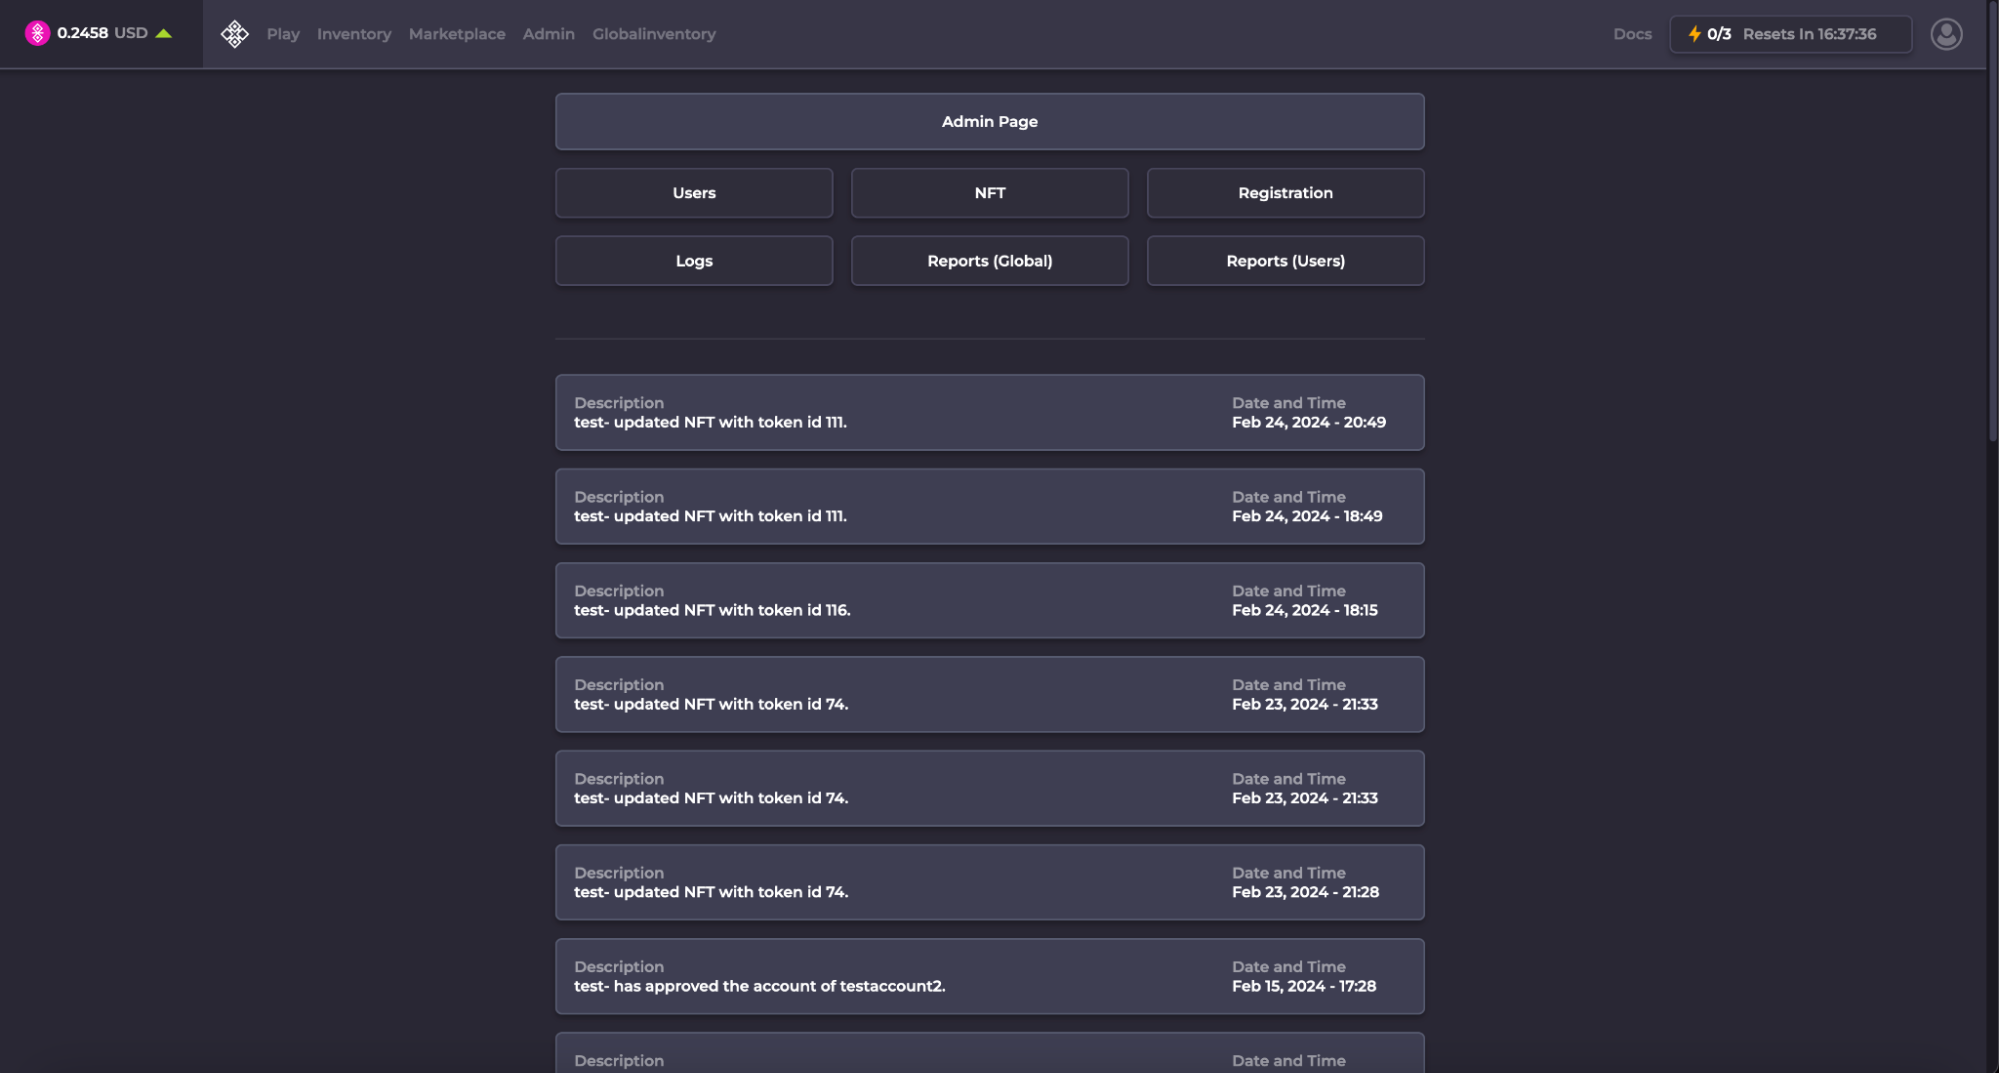 0.2458 USD
Play Inventory Marketplace Admin Globalinventory
Docs
0/3 Resets In 16:37:36
Admin Page
Users NFT Registration
Logs Reports (Global) Reports (Users)
Description Date and Time
test- updated NFT with token id 111. Feb 24, 2024 - 20:49
Description Date and Time
test- updated NFT with token id 111. Feb 24, 2024 - 18:49
Description Date and Time
test- updated NFT with token id 116. Feb 24, 2024 - 18:15
Description Date and Time
test- updated NFT with token id 74. Feb 23, 2024 - 21:33
Description Date and Time
test- updated NFT with token id 74. Feb 23, 2024 - 21:33
Description Date and Time
test- updated NFT with token id 74. Feb 23, 2024 - 21:28
Description Date and Time
test- has approved the account of testaccount2. Feb 15, 2024 - 17:28
Description Date and Time